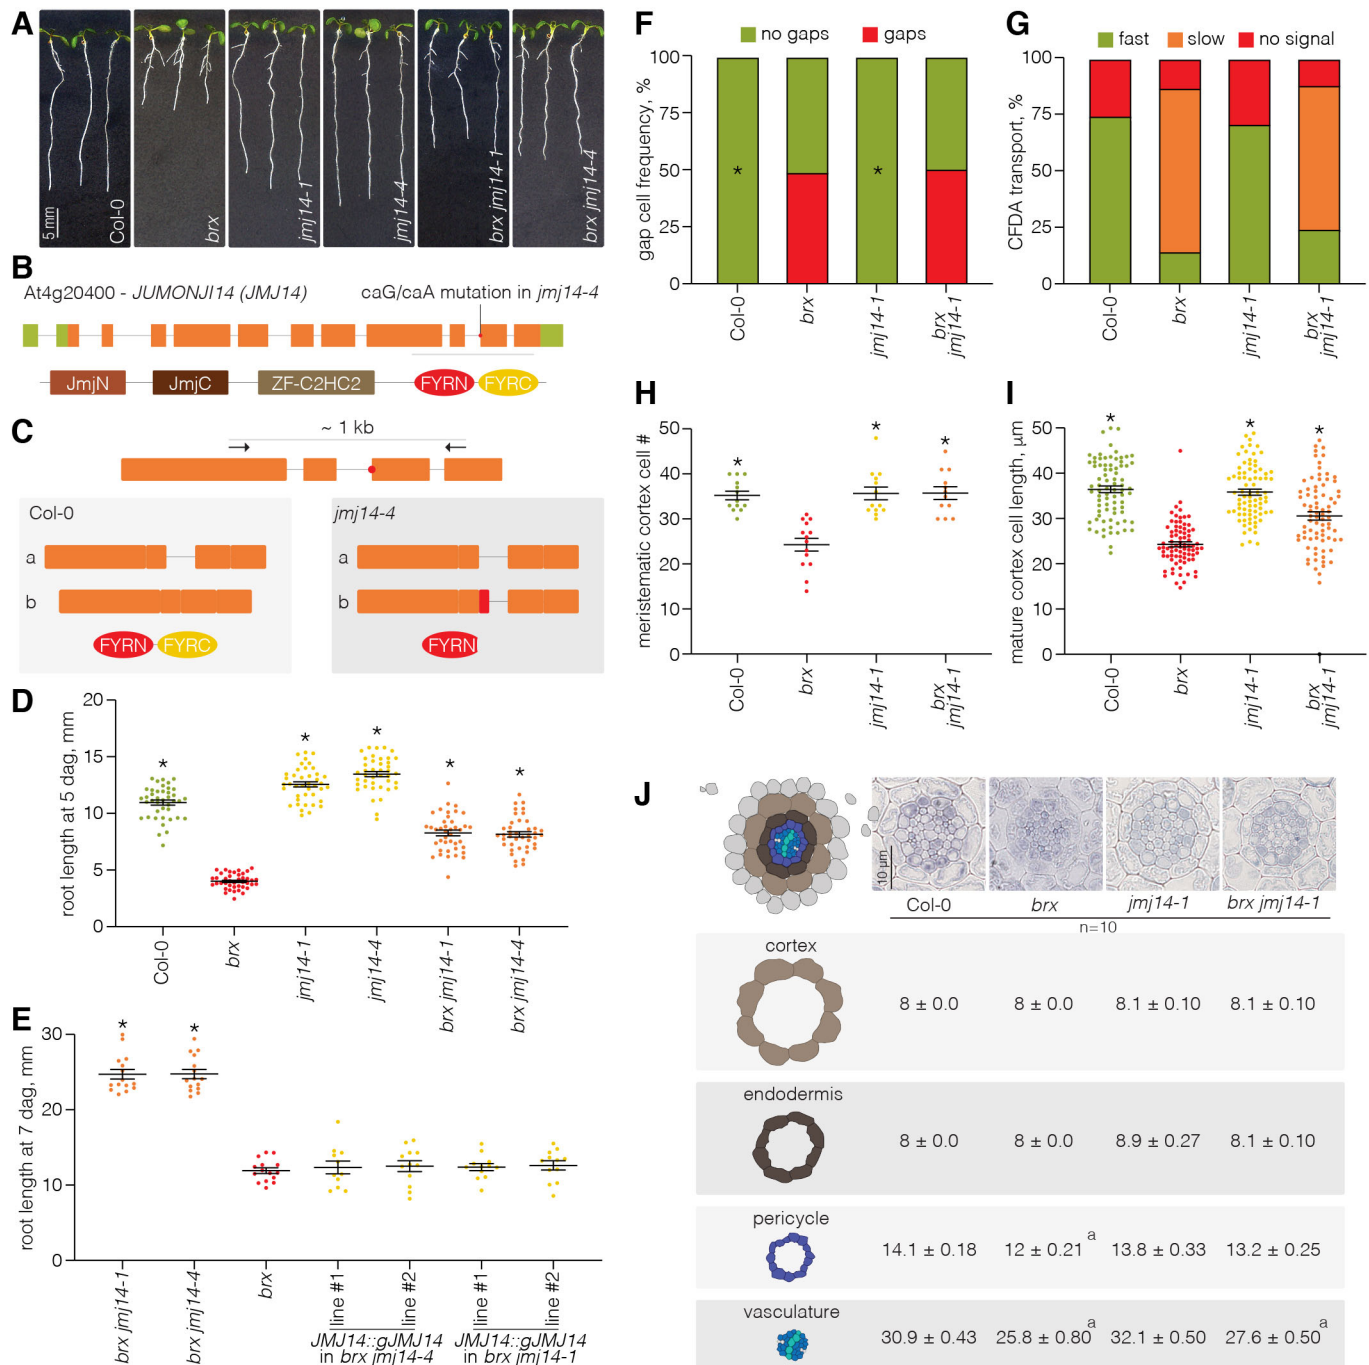 A
5 mm
Col-0
brx
jmj14-1
jmj14-4
brx jmj14-1
brx jmj14-4
B
At4g20400 - JUMONJI14 (JMJ14)
caG/caA mutation in jmj14-4
JmjN
JmjC
ZF-C2HC2
FYRN
FYRC
C
~ 1 kb
Col-0
a
b
FYRN
FYRC
jmj14-4
a
b
FYRN
D
root length at 5 dag, mm
20
15
10
5
0
*
*
*
*
*
Col-0
brx
jmj14-1
jmj14-4
brx jmj14-1
brx jmj14-4
E
root length at 7 dag, mm
30
20
10
0
*
*
brx jmj14-1
brx jmj14-4
brx
line #1
line #2
line #1
line #2
JMJ14::gJMJ14
in brx jmj14-4
JMJ14::gJMJ14
in brx jmj14-1
F
no gaps
gaps
gap cell frequency, %
100
75
50
25
0
*
*
Col-0
brx
jmj14-1
brx
jmj14-1
G
fast
slow
no signal
CFDA transport, %
100
75
50
25
0
Col-0
brx
jmj14-1
brx
jmj14-1
H
meristematic cortex cell #
50
40
30
20
10
0
*
*
*
Col-0
brx
jmj14-1
brx
jmj14-1
I
mature cortex cell length, µm
50
40
30
20
10
0
*
*
*
Col-0
brx
jmj14-1
brx
jmj14-1
J
10 µm
Col-0 brx jmj14-1 brx jmj14-1
n=10
cortex
8 ± 0.0 8 ± 0.0 8.1 ± 0.10 8.1 ± 0.10
endodermis
8 ± 0.0 8 ± 0.0 8.9 ± 0.27 8.1 ± 0.10
pericycle
14.1 ± 0.18 12 ± 0.21 a 13.8 ± 0.33 13.2 ± 0.25
vasculature
30.9 ± 0.43 25.8 ± 0.80 a 32.1 ± 0.50 27.6 ± 0.50 a